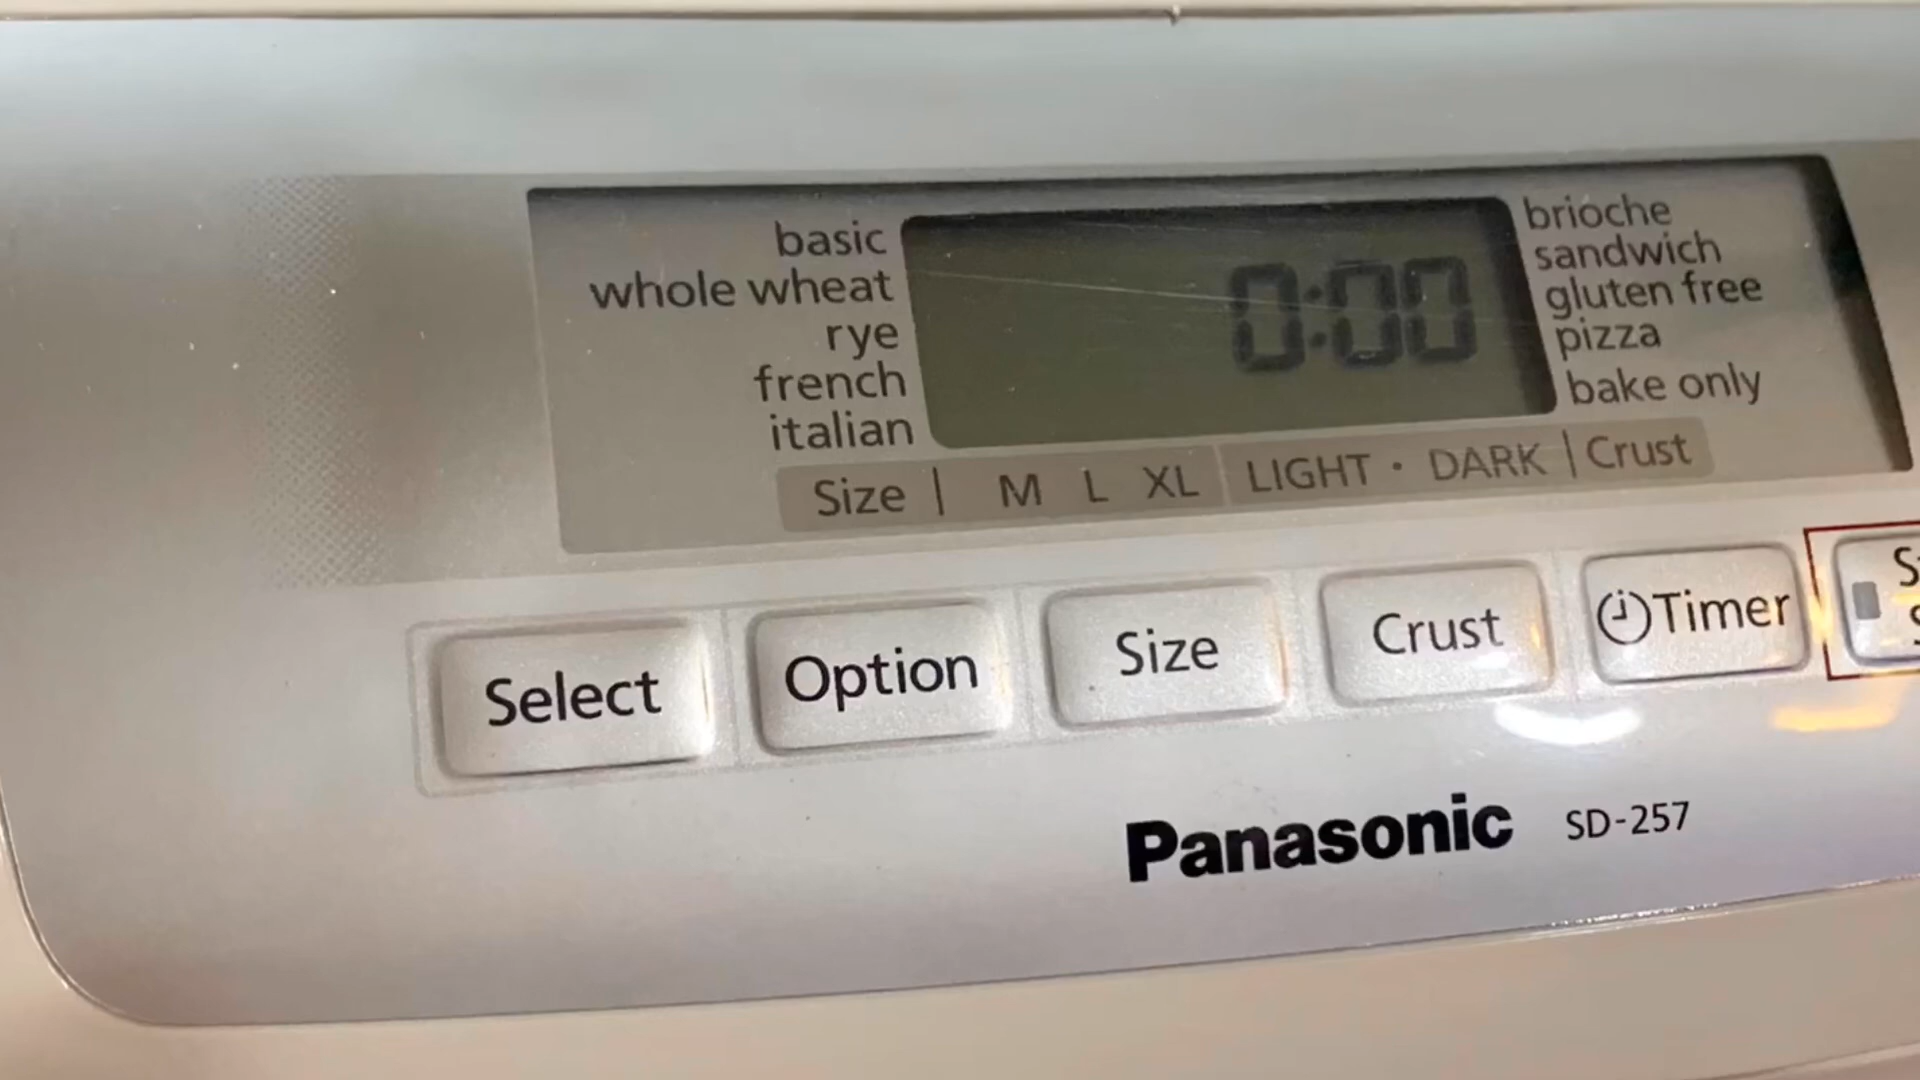 basic
whole wheat
rye
french
italian
0:00
brioche
sandwich
gluten free
pizza
bake only
Size | M L XL LIGHT • DARK | Crust
Select
Option
Size
Crust
Timer
Panasonic SD-257